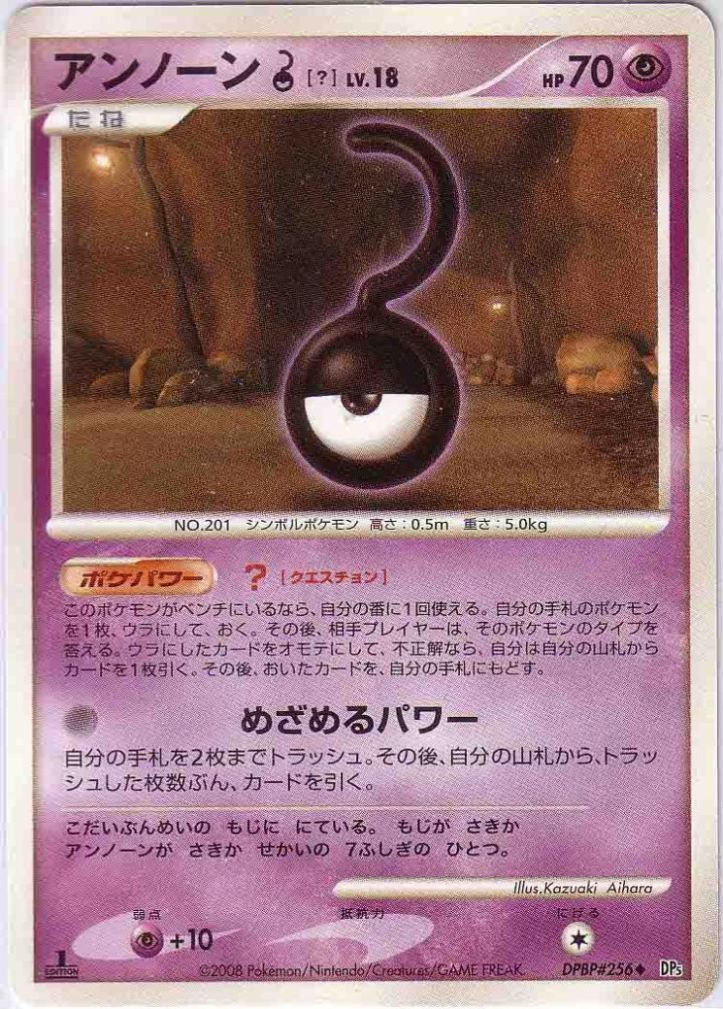 アンノーン [?] LV.18 HP 70
たね
NO.201 シンボルポケモン 高さ:0.5m 重さ:5.0kg
ポケパワー ? [クエスチョン]
このポケモンがベンチにいるなら、自分の番に1回使える。自分の手札のポケモン
を1枚、ウラにして、おく。その後、相手プレイヤーは、そのポケモンのタイプを
答える。ウラにしたカードをオモテにして、不正解なら、自分は自分の山札から
カードを1枚引く。その後、おいたカードを、自分の手札にもどす。
めざめるパワー
自分の手札を2枚までトラッシュ。その後、自分の山札から、トラッ
シュした枚数ぶん、カードを引く。
こだいぶんめいの もじに にている。 もじが さきか
アンノーンが さきか せかいの 7ふしぎの ひとつ。
Illus.Kazuaki Aihara
弱点 抵抗力 にげる
+10
1 EDITION ©2008 Pokémon/Nintendo/Creatures/GAME FREAK. DPBP#256◆ DP5